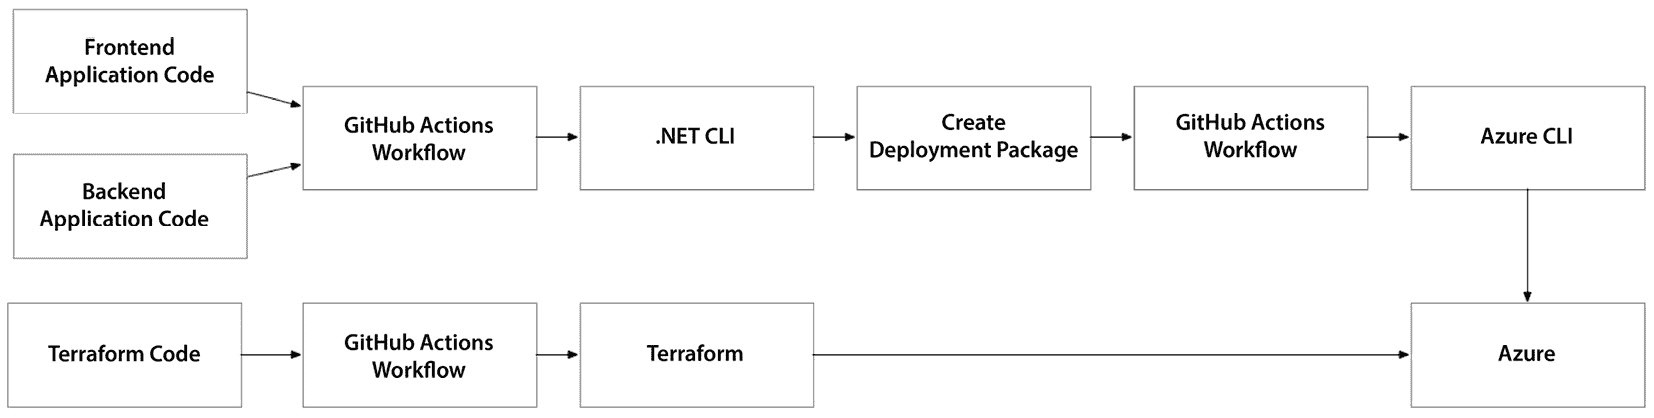 Frontend
Application Code
Backend
Application Code
GitHub Actions
Workflow
.NET CLI
Create
Deployment Package
GitHub Actions
Workflow
Azure CLI
Terraform Code
GitHub Actions
Workflow
Terraform
Azure